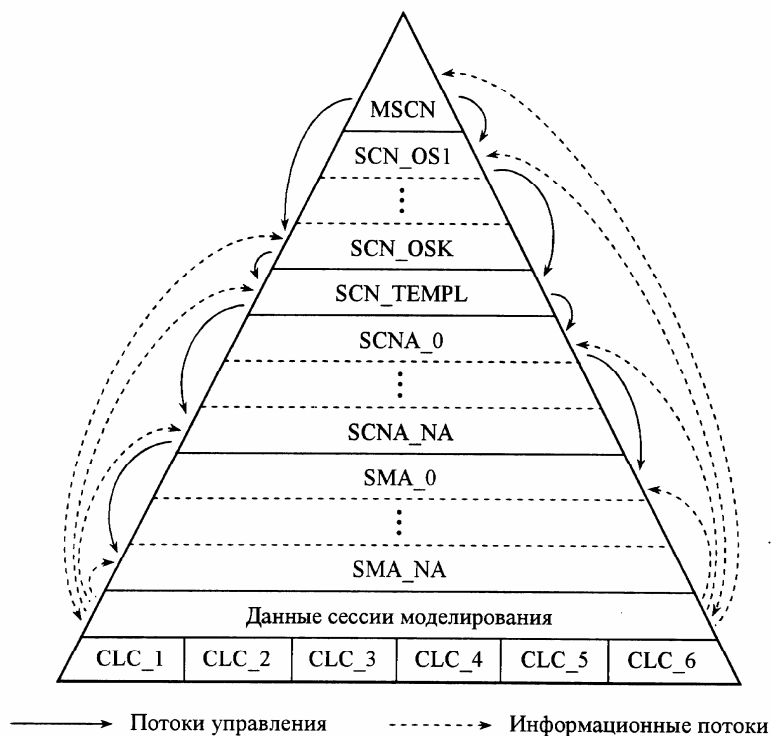 MSCN
SCN_OS1
SCN_OSK
SCN_TEMPL
SCNA_0
SCNA_NA
SMA_0
SMA_NA
Данные сессии моделирования
CLC_1 CLC_2 CLC_3 CLC_4 CLC_5 CLC_6
Потоки управления Информационные потоки